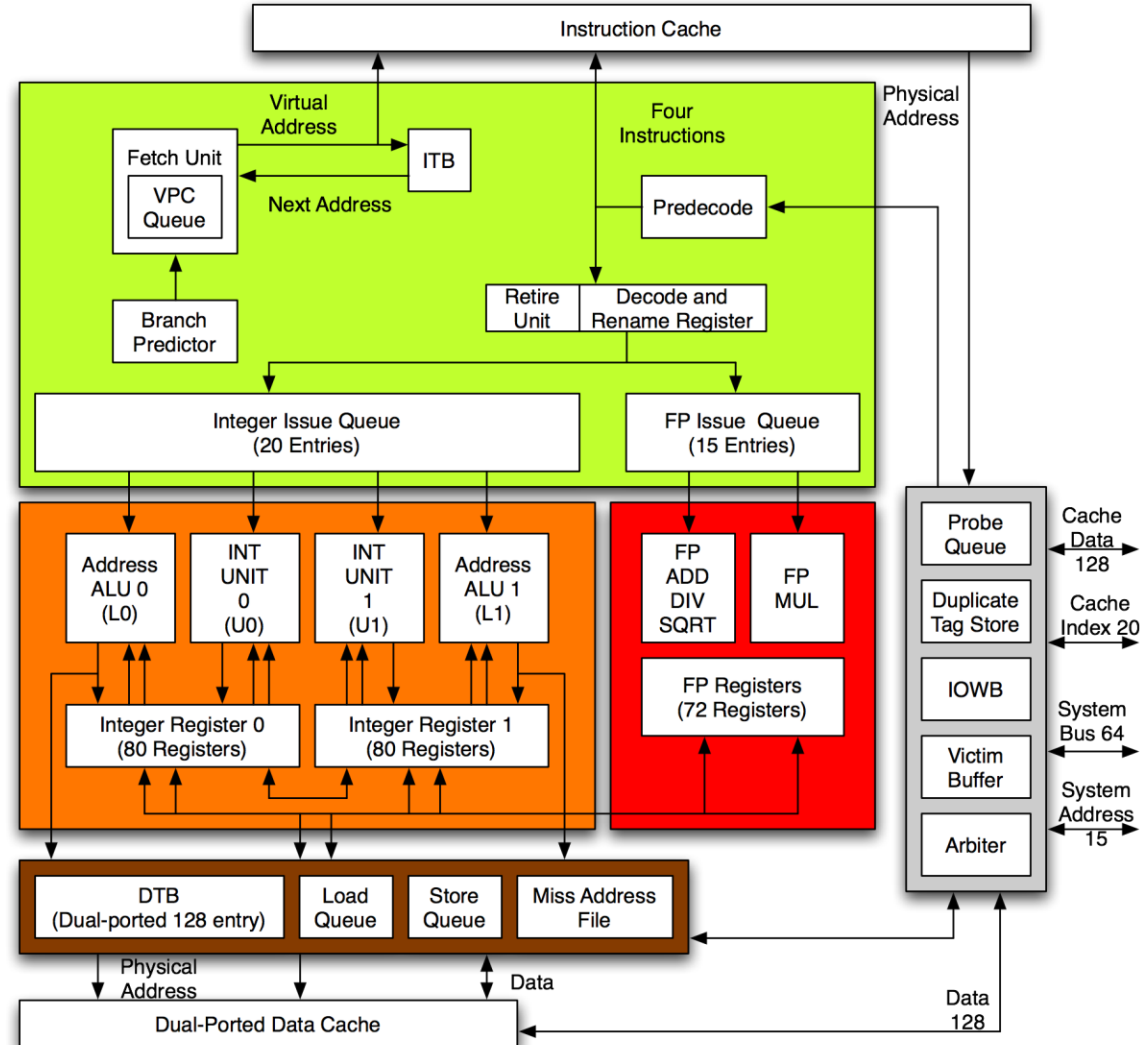 Instruction Cache
Virtual
Address
Four
Instructions
Physical
Address
Fetch Unit
VPC
Queue
ITB
Next Address
Predecode
Branch
Predictor
Retire
Unit
Decode and
Rename Register
Integer Issue Queue
(20 Entries)
FP Issue Queue
(15 Entries)
Address
ALU 0
(L0)
INT
UNIT
0
(U0)
INT
UNIT
1
(U1)
Address
ALU 1
(L1)
FP
ADD
DIV
SQRT
FP
MUL
Integer Register 0
(80 Registers)
Integer Register 1
(80 Registers)
FP Registers
(72 Registers)
Probe
Queue
Duplicate
Tag Store
IOWB
Victim
Buffer
Arbiter
Cache
Data
128
Cache
Index 20
System
Bus 64
System
Address
15
DTB
(Dual-ported 128 entry)
Load
Queue
Store
Queue
Miss Address
File
Physical
Address
Data
Dual-Ported Data Cache
Data
128